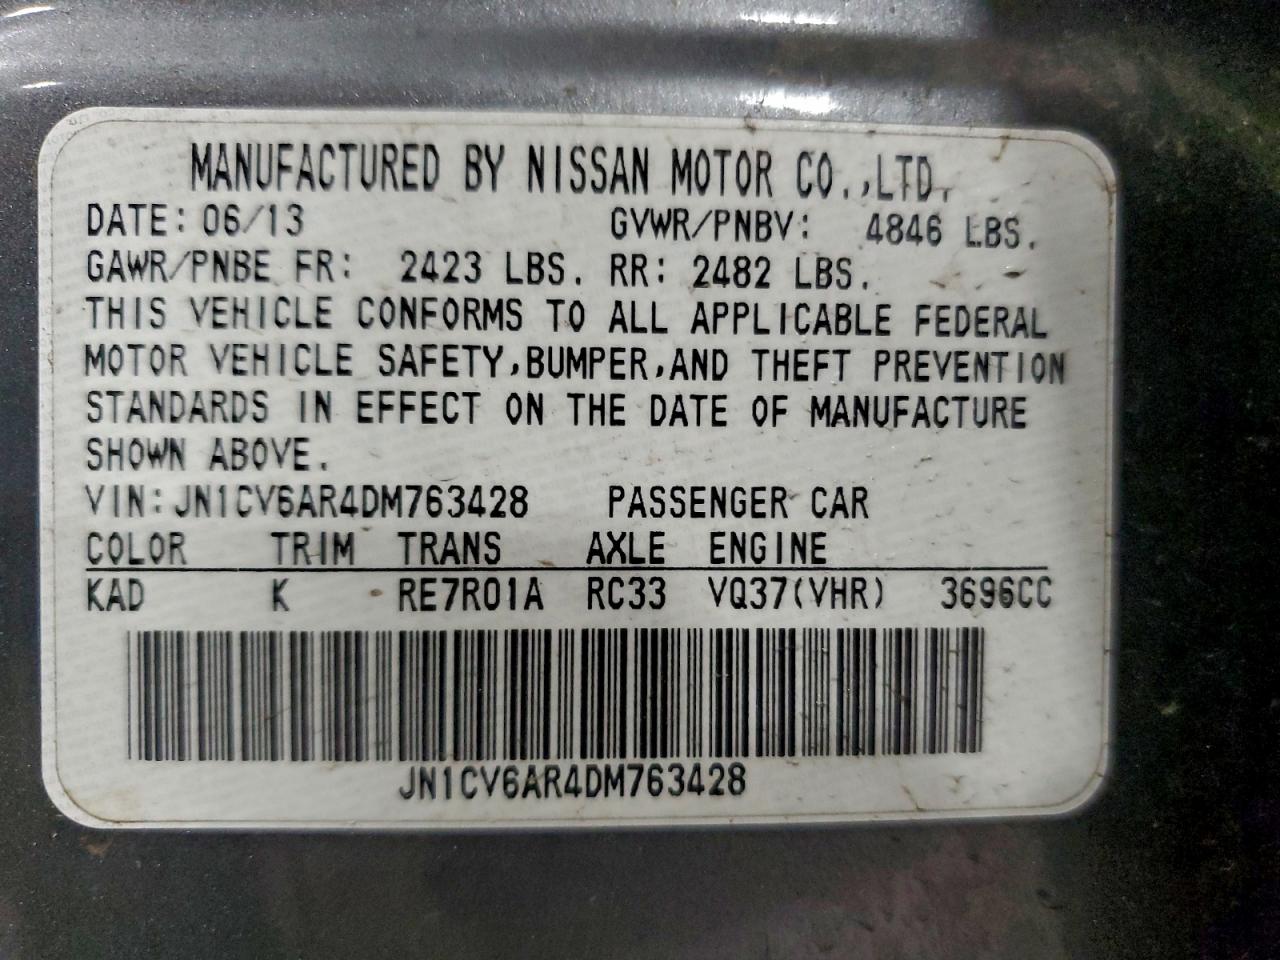 MANUFACTURED BY NISSAN MOTOR CO.,LTD.
DATE: 06/13 GVWR/PNBV: 4846 LBS.
GAWR/PNBE FR: 2423 LBS. RR: 2482 LBS.
THIS VEHICLE CONFORMS TO ALL APPLICABLE FEDERAL
MOTOR VEHICLE SAFETY,BUMPER,AND THEFT PREVENTION
STANDARDS IN EFFECT ON THE DATE OF MANUFACTURE
SHOWN ABOVE.
VIN:JN1CV6AR4DM763428 PASSENGER CAR
COLOR TRIM TRANS AXLE ENGINE
KAD K RE7R01A RC33 VQ37(VHR) 3696CC
JN1CV6AR4DM763428